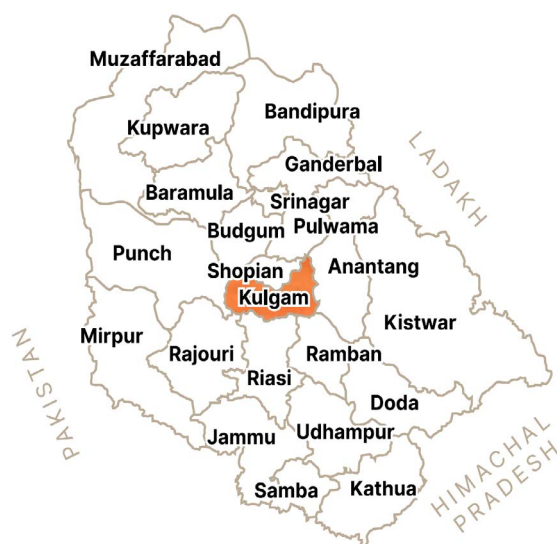 Muzaffarabad
Bandipura
Kupwara
LADAKH
Ganderbal
Baramula
Srinagar
Budgum
Pulwama
Punch
Shopian
Anantang
Kulgam
Kistwar
Mirpur
PAKISTAN
Rajouri
Ramban
Riasi
Doda
Jammu
Udhampur
HIMACHAL
PRADESH
Samba
Kathua